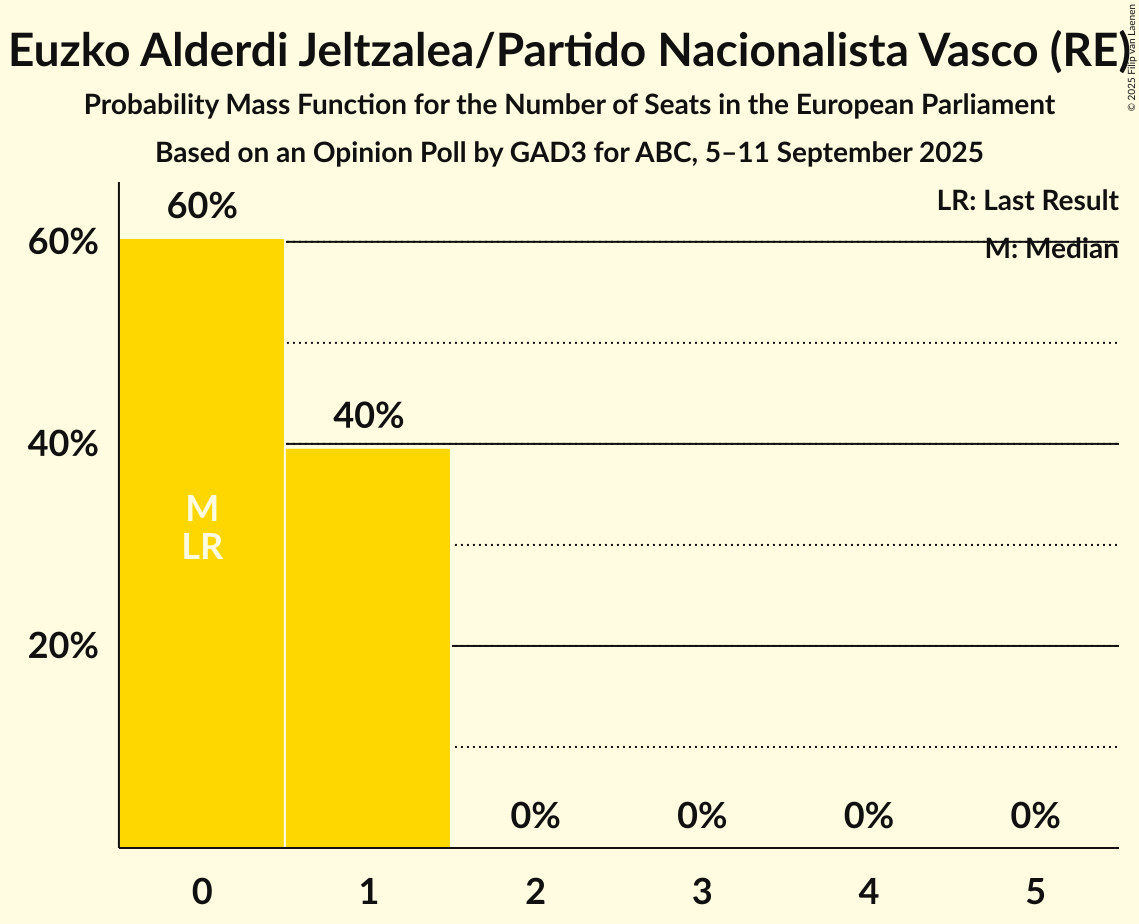 Euzko Alderdi Jeltzalea/Partido Nacionalista Vasco (RE)
Probability Mass Function for the Number of Seats in the European Parliament
Based on an Opinion Poll by GAD3 for ABC, 5–11 September 2025
© 2025 Filip van Laenen
LR: Last Result
M: Median
60%
40%
20%
60%
40%
0%
0%
0%
0%
M
LR
0
1
2
3
4
5